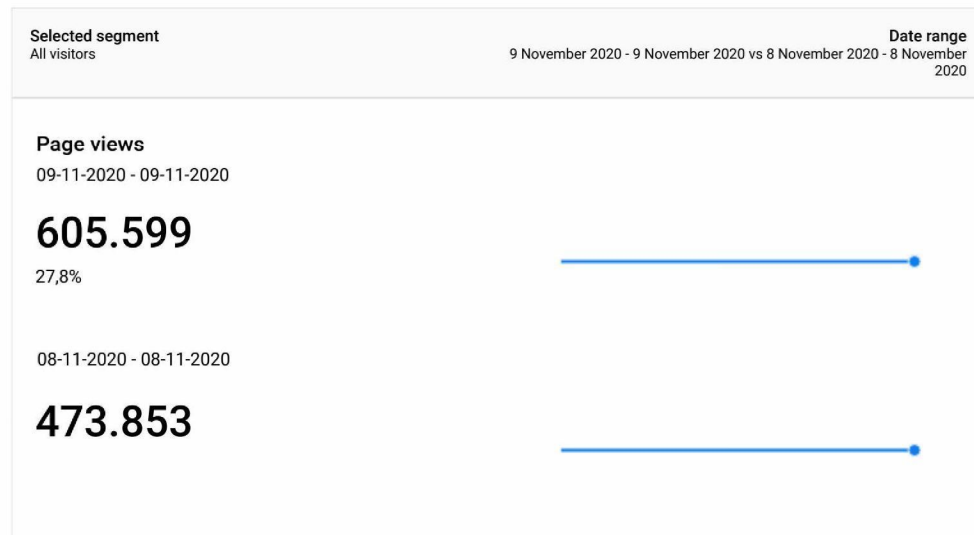 Selected segment
All visitors
Date range
9 November 2020 - 9 November 2020 vs 8 November 2020 - 8 November
2020
Page views
09-11-2020 - 09-11-2020
605.599
27,8%
08-11-2020 - 08-11-2020
473.853